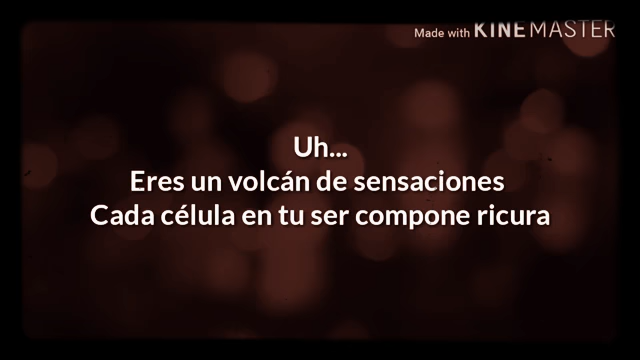 Made with KINEMASTER
Uh...
Eres un volcán de sensaciones
Cada célula en tu ser compone ricura